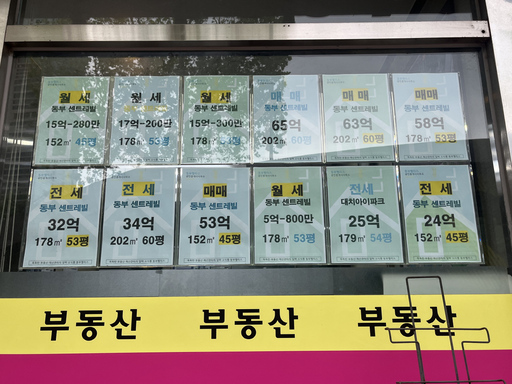 월세
동부 센트레빌
15억-280만
152㎡ 45평
월세
동부 센트레빌
17억-200만
178㎡ 53평
월세
동부 센트레빌
15억-300만
178㎡ 53평
매매
동부 센트레빌
65억
202㎡ 60평
매매
동부 센트레빌
63억
202㎡ 60평
매매
동부 센트레빌
58억
178㎡ 53평
전세
동부 센트레빌
32억
178㎡ 53평
전세
동부 센트레빌
34억
202㎡ 60평
매매
동부 센트레빌
53억
152㎡ 45평
월세
동부 센트레빌
5억-800만
178㎡ 53평
전세
대치아이파크
25억
179㎡ 54평
전세
동부 센트레빌
24억
152㎡ 45평
부동산 부동산 부동산